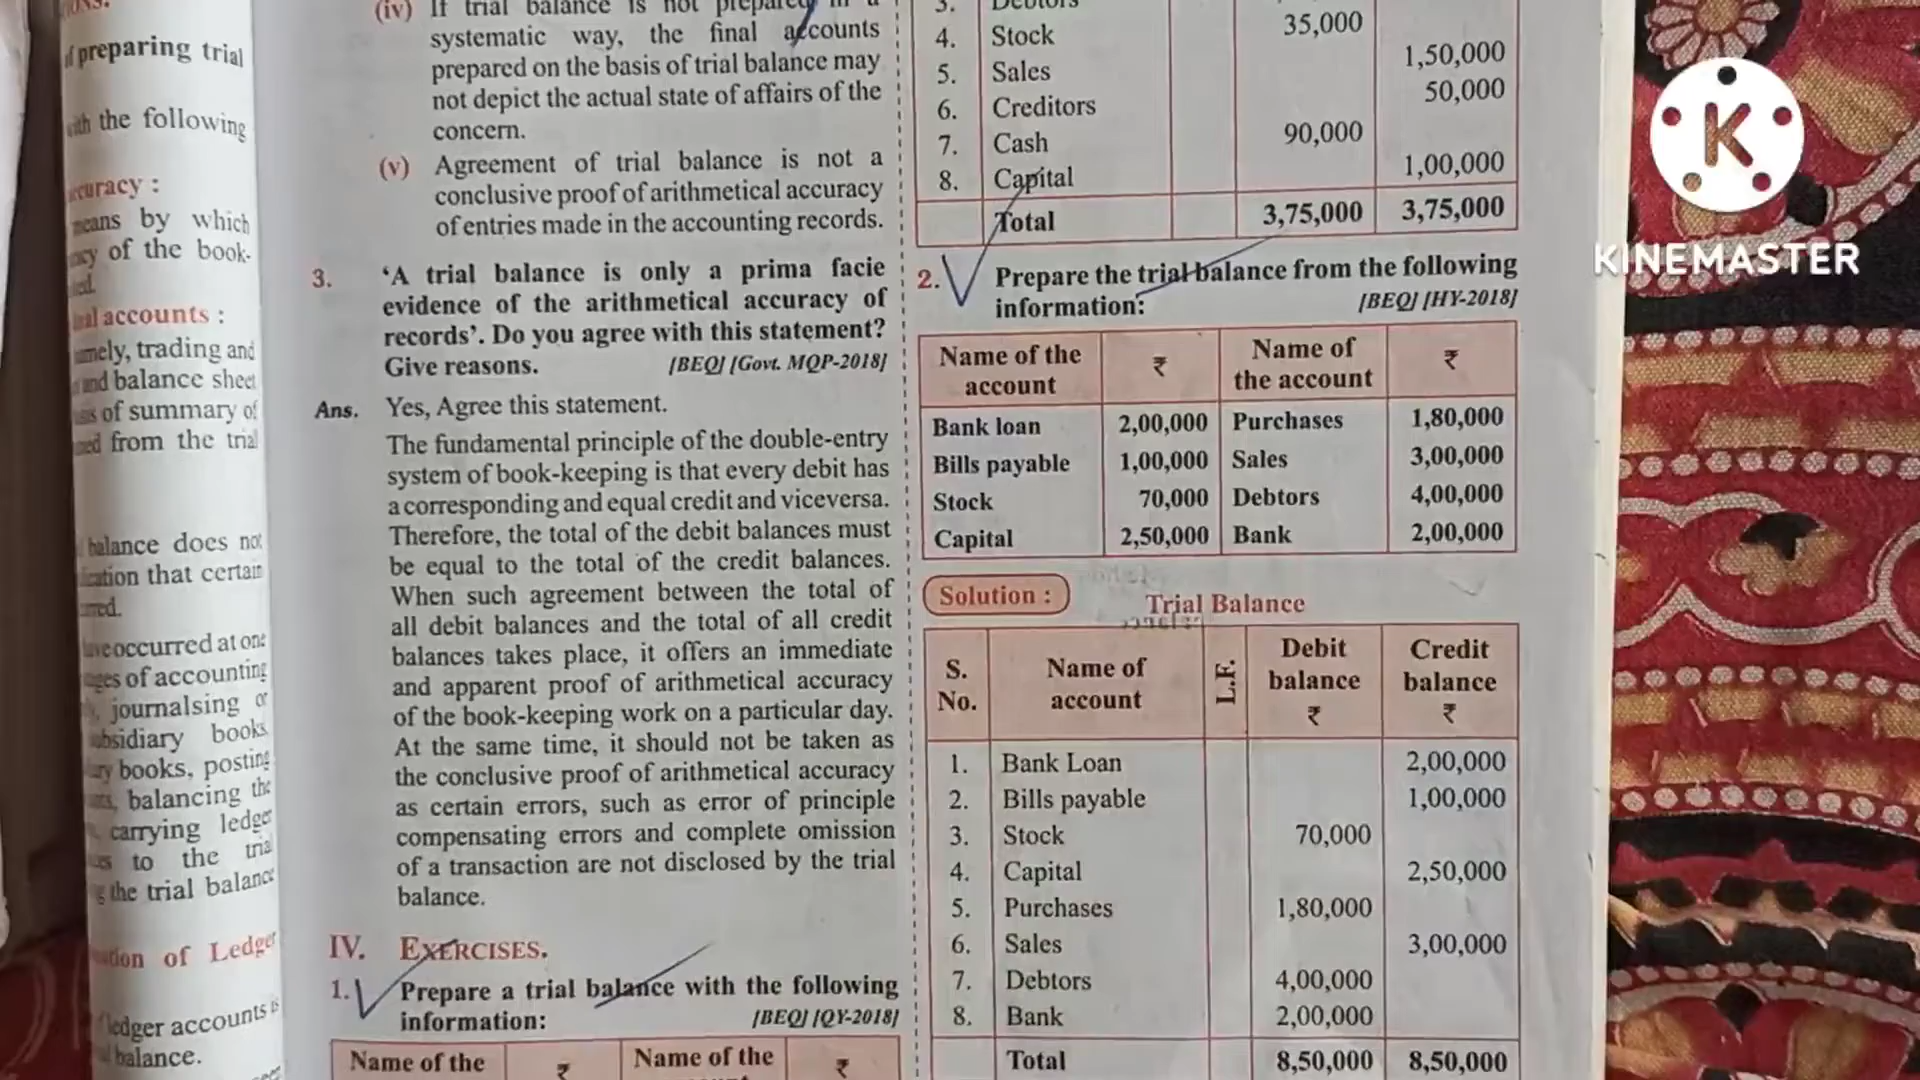 of preparing trial
with the following
accuracy :
means by which
of the book-
accounts :
namely, trading and
and balance sheet
of summary of
from the trial
balance does not
that certain
have occurred at one
stages of accounting
journalsing or
subsidiary books
books, posting
balancing the
carrying ledger
to the trial
the trial balance
of Ledger
ledger accounts is
balance.
(iv) If trial balance is not prepared in a
systematic way, the final accounts
prepared on the basis of trial balance may
not depict the actual state of affairs of the
concern.
(v) Agreement of trial balance is not a
conclusive proof of arithmetical accuracy
of entries made in the accounting records.
3. ‘A trial balance is only a prima facie
evidence of the arithmetical accuracy of
records’. Do you agree with this statement?
Give reasons. [BEQ] [Govt. MQP-2018]
Ans. Yes, Agree this statement.
The fundamental principle of the double-entry
system of book-keeping is that every debit has
a corresponding and equal credit and viceversa.
Therefore, the total of the debit balances must
be equal to the total of the credit balances.
When such agreement between the total of
all debit balances and the total of all credit
balances takes place, it offers an immediate
and apparent proof of arithmetical accuracy
of the book-keeping work on a particular day.
At the same time, it should not be taken as
the conclusive proof of arithmetical accuracy
as certain errors, such as error of principle
compensating errors and complete omission
of a transaction are not disclosed by the trial
balance.
IV. EXERCISES.
1. Prepare a trial balance with the following
information: [BEQ] [QY-2018]
Name of the ₹ Name of the ₹
3. Debtors
4. Stock 35,000
5. Sales 1,50,000
6. Creditors 50,000
7. Cash 90,000
8. Capital 1,00,000
Total 3,75,000 3,75,000
2. Prepare the trial balance from the following
information: [BEQ] [HY-2018]
Name of the account ₹ Name of the account ₹
Bank loan 2,00,000 Purchases 1,80,000
Bills payable 1,00,000 Sales 3,00,000
Stock 70,000 Debtors 4,00,000
Capital 2,50,000 Bank 2,00,000
Solution :
Trial Balance
S. No. Name of account L.F. Debit balance ₹ Credit balance ₹
1. Bank Loan 2,00,000
2. Bills payable 1,00,000
3. Stock 70,000
4. Capital 2,50,000
5. Purchases 1,80,000
6. Sales 3,00,000
7. Debtors 4,00,000
8. Bank 2,00,000
Total 8,50,000 8,50,000
K
KINEMASTER